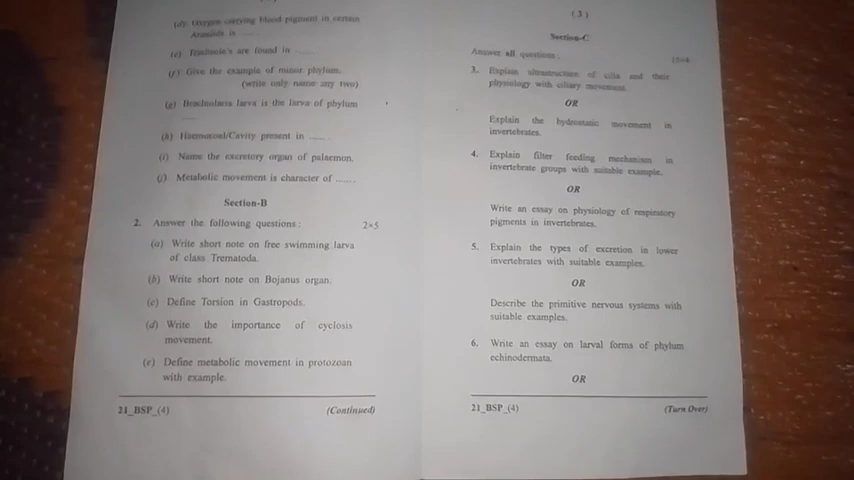 (d) Oxygen carrying blood pigment in certain
Arannids is ......
(e) Trachnole's are found in ......
(f) Give the example of minor phylum.
(write only name any two)
(g) Brachnolaeta larva is the larva of phylum
......
(h) Haemotoeal/Cavity present in ......
(i) Name the excretory organ of palaemon.
(j) Metabolic movement is character of ......
Section-B
2. Answer the following questions : 2×5
(a) Write short note on free swimming larva
of class Trematoda.
(b) Write short note on Bojanus organ.
(c) Define Torsion in Gastropods.
(d) Write the importance of cyclosis
movement.
(e) Define metabolic movement in protozoan
with example.
21_BSP_(4) (Continued)
(3)
Section-C
Answer all questions :
3. Explain ultrastructure of cilia and their
physiology with ciliary movement.
OR
Explain the hydrostatic movement in
invertebrates.
4. Explain filter feeding mechanism in
invertebrate groups with suitable example.
OR
Write an essay on physiology of respiratory
pigments in invertebrates.
5. Explain the types of excretion in lower
invertebrates with suitable examples.
OR
Describe the primitive nervous systems with
suitable examples.
6. Write an essay on larval forms of phylum
echinodermata.
OR
21_BSP_(4) (Turn Over)